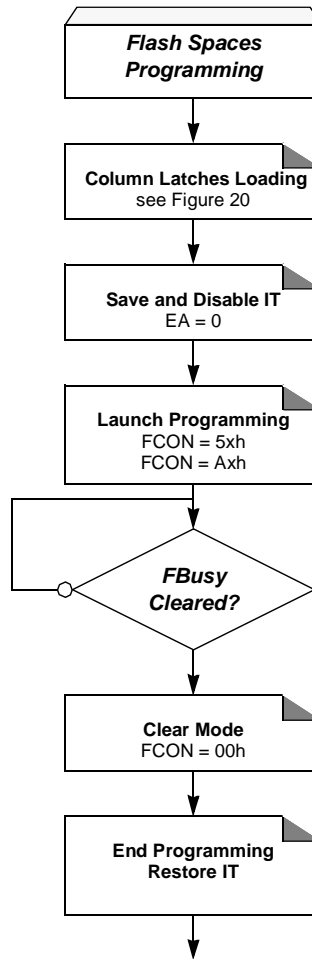 Flash Spaces
Programming
Column Latches Loading
see Figure 20
Save and Disable IT
EA = 0
Launch Programming
FCON = 5xh
FCON = Axh
FBusy
Cleared?
Clear Mode
FCON = 00h
End Programming
Restore IT